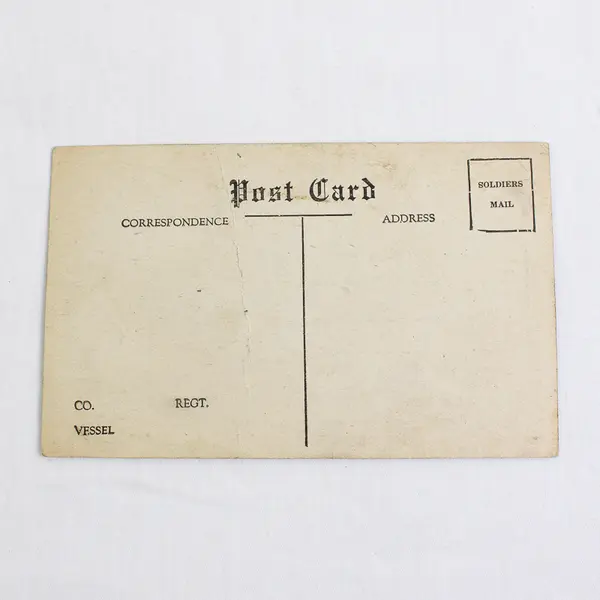 Post Card
SOLDIERS
MAIL
CORRESPONDENCE
ADDRESS
CO. REGT.
VESSEL